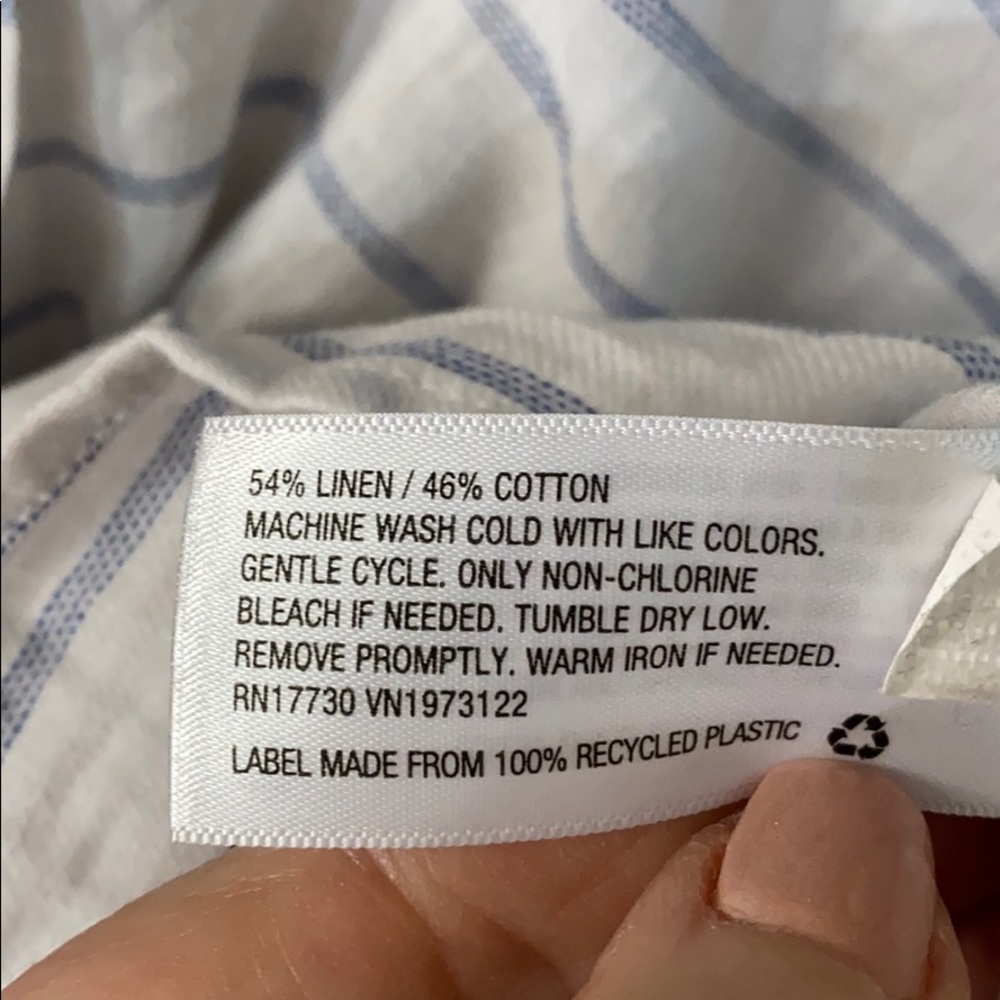 54% LINEN / 46% COTTON
MACHINE WASH COLD WITH LIKE COLORS.
GENTLE CYCLE. ONLY NON-CHLORINE
BLEACH IF NEEDED. TUMBLE DRY LOW.
REMOVE PROMPTLY. WARM IRON IF NEEDED.
RN17730 VN1973122
LABEL MADE FROM 100% RECYCLED PLASTIC